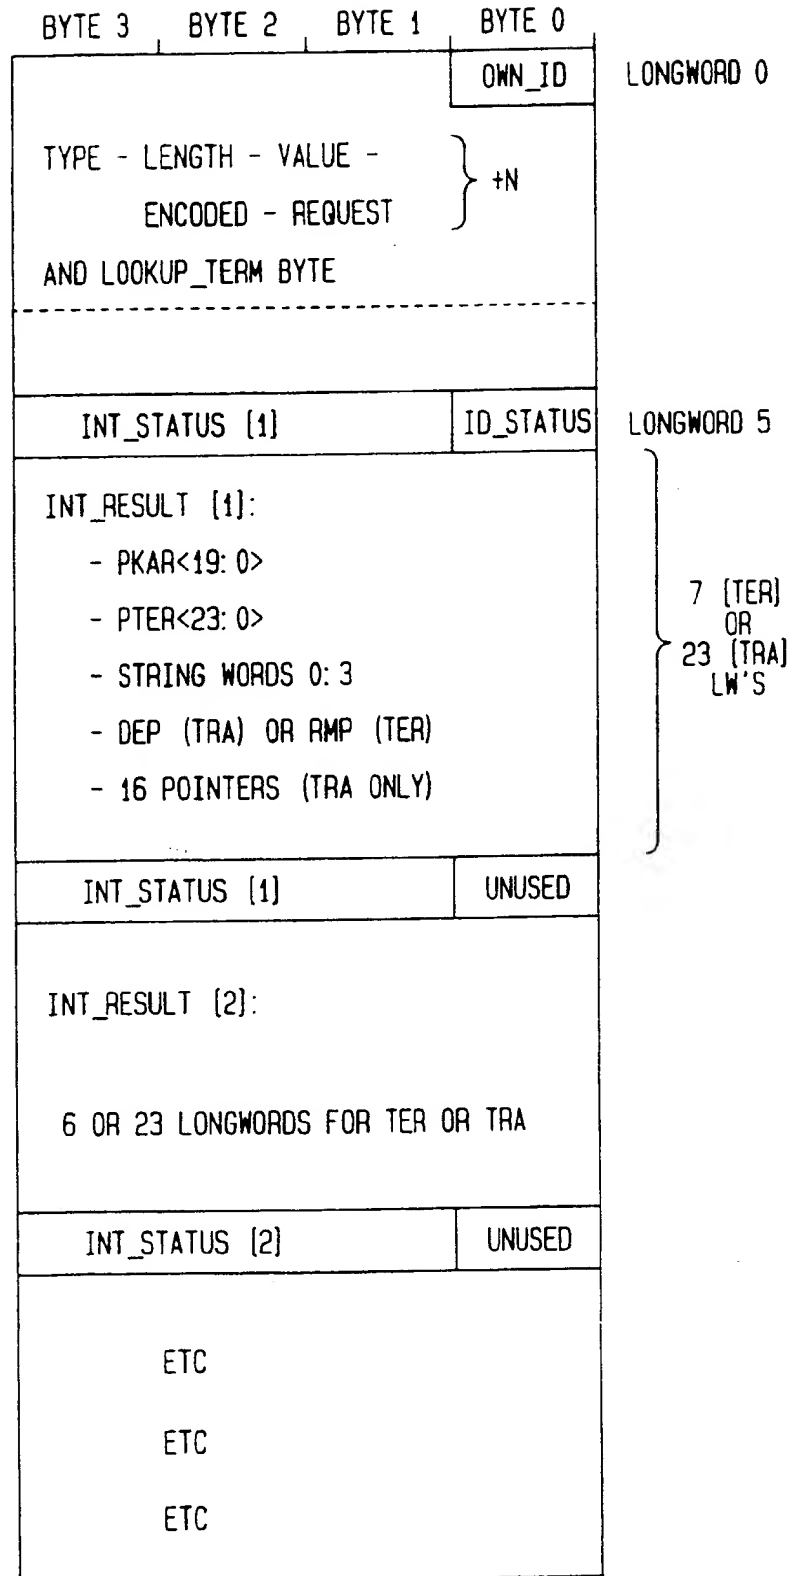 BYTE 3 BYTE 2 BYTE 1 BYTE 0
OWN_ID LONGWORD 0
TYPE - LENGTH - VALUE -
ENCODED - REQUEST
+N
AND LOOKUP_TERM BYTE
INT_STATUS [1] ID_STATUS LONGWORD 5
INT_RESULT [1]:
- PKAR<19:0>
- PTER<23:0>
- STRING WORDS 0:3
- DEP (TRA) OR RMP (TER)
- 16 POINTERS (TRA ONLY)
7 [TER]
OR
23 [TRA]
LW'S
INT_STATUS [1] UNUSED
INT_RESULT [2]:
6 OR 23 LONGWORDS FOR TER OR TRA
INT_STATUS [2] UNUSED
ETC
ETC
ETC